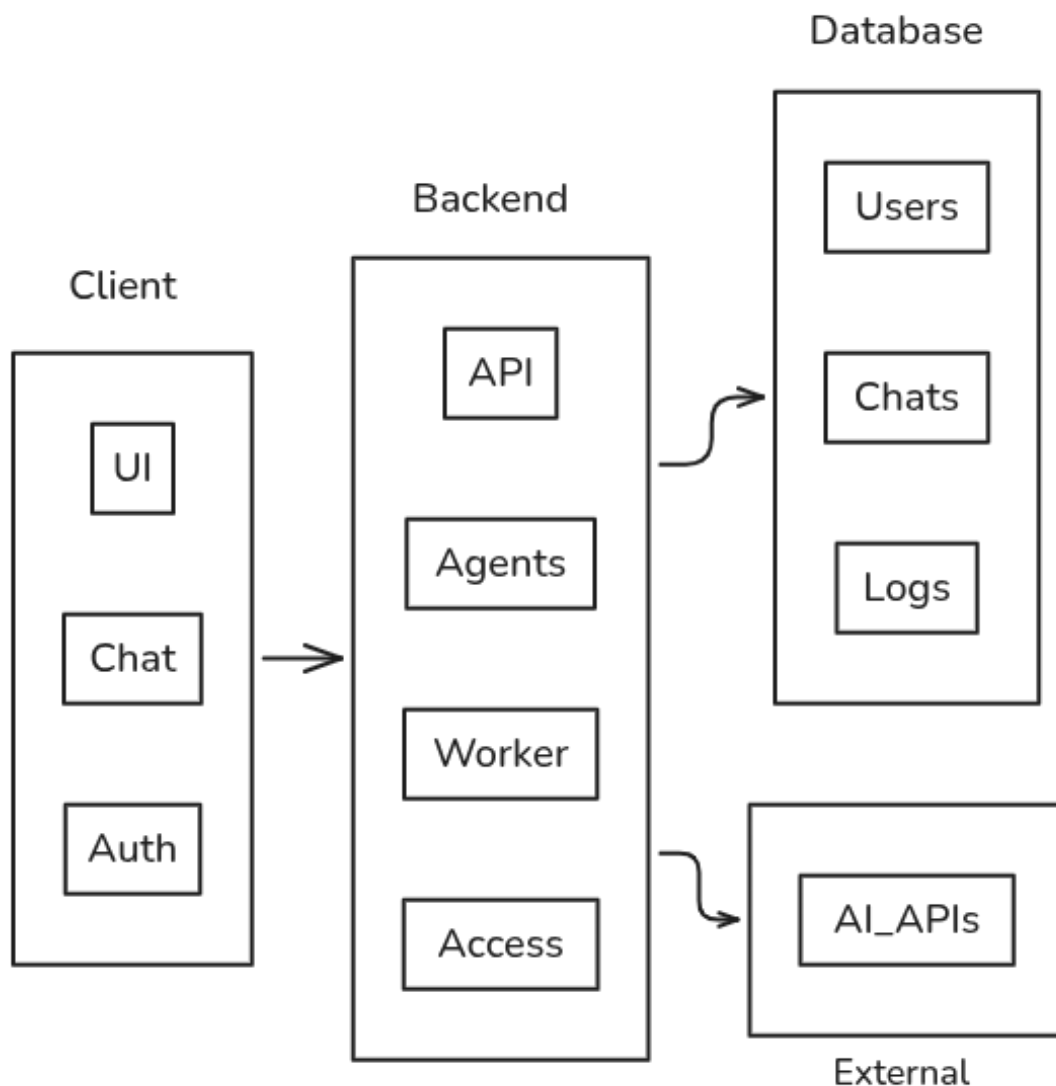 Client
UI
Chat
Auth
Backend
API
Agents
Worker
Access
Database
Users
Chats
Logs
AI_APIs
External